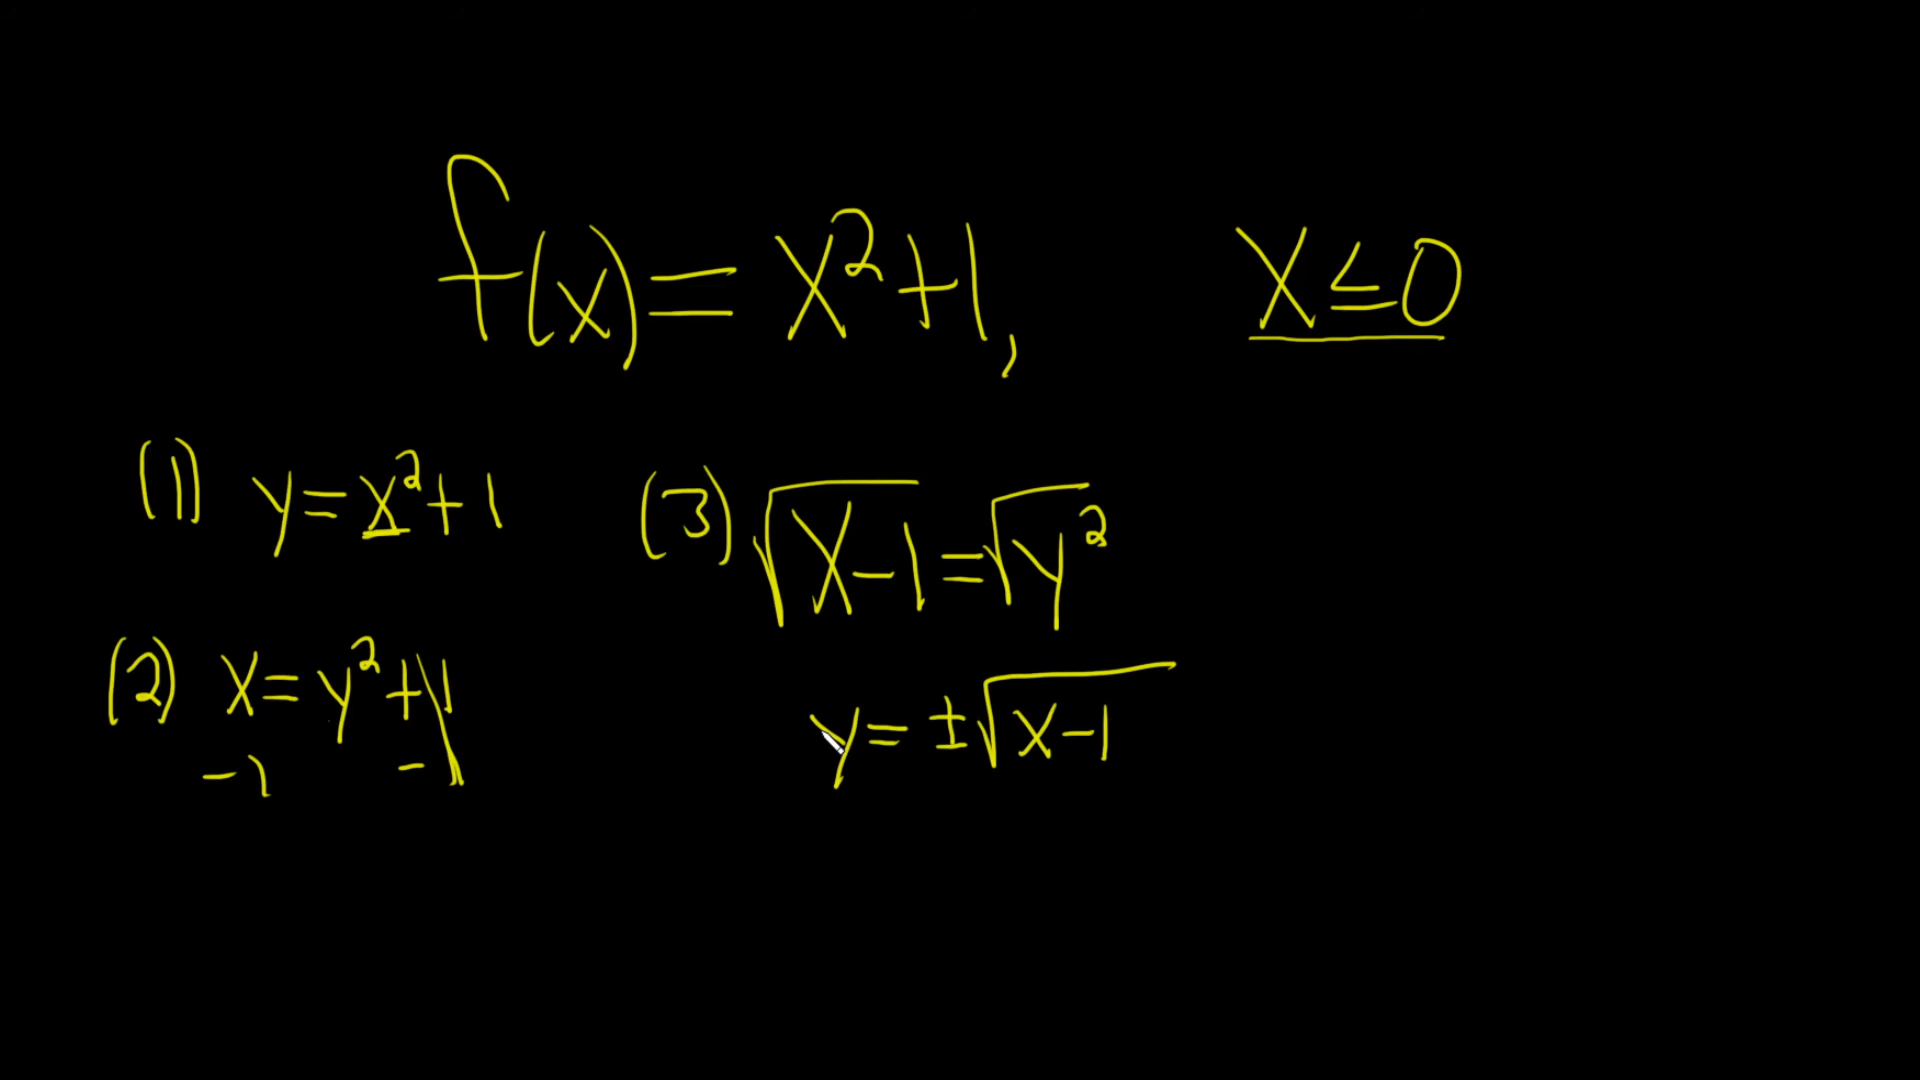 f(x) = x² + 1,    x ≤ 0
(1) y = x² + 1
(2) x = y² + 1
-1    -1
(3) √(x-1) = √(y²)
y = ±√(x-1)